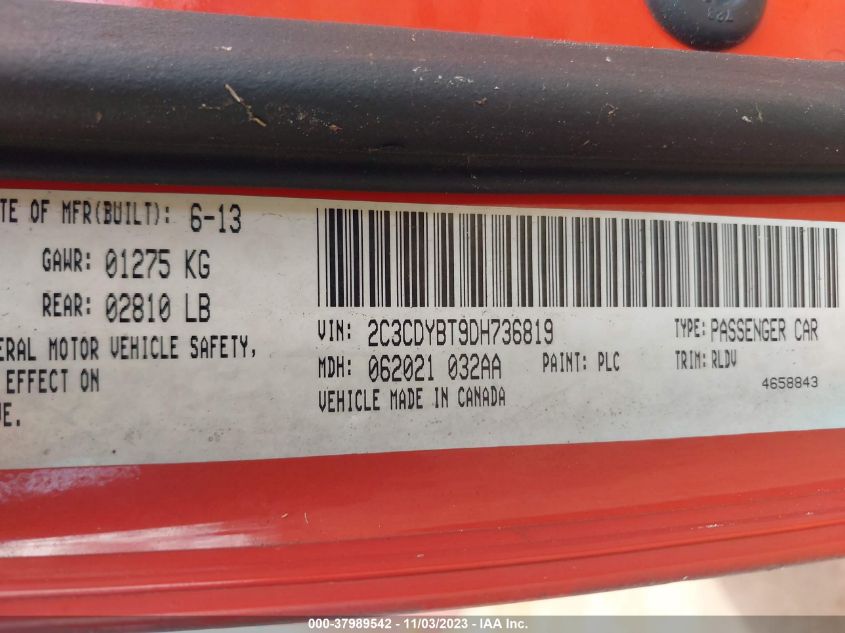 TE OF MFR(BUILT): 6-13
GAWR: 01275 KG
REAR: 02810 LB
ERAL MOTOR VEHICLE SAFETY,
EFFECT ON
VE.
VIN: 2C3CDYBT9DH736819
TYPE: PASSENGER CAR
MDH: 062021 032AA
PAINT: PLC
TRIM: RLDV
VEHICLE MADE IN CANADA
4658843
000-37989542 - 11/03/2023 - IAA Inc.